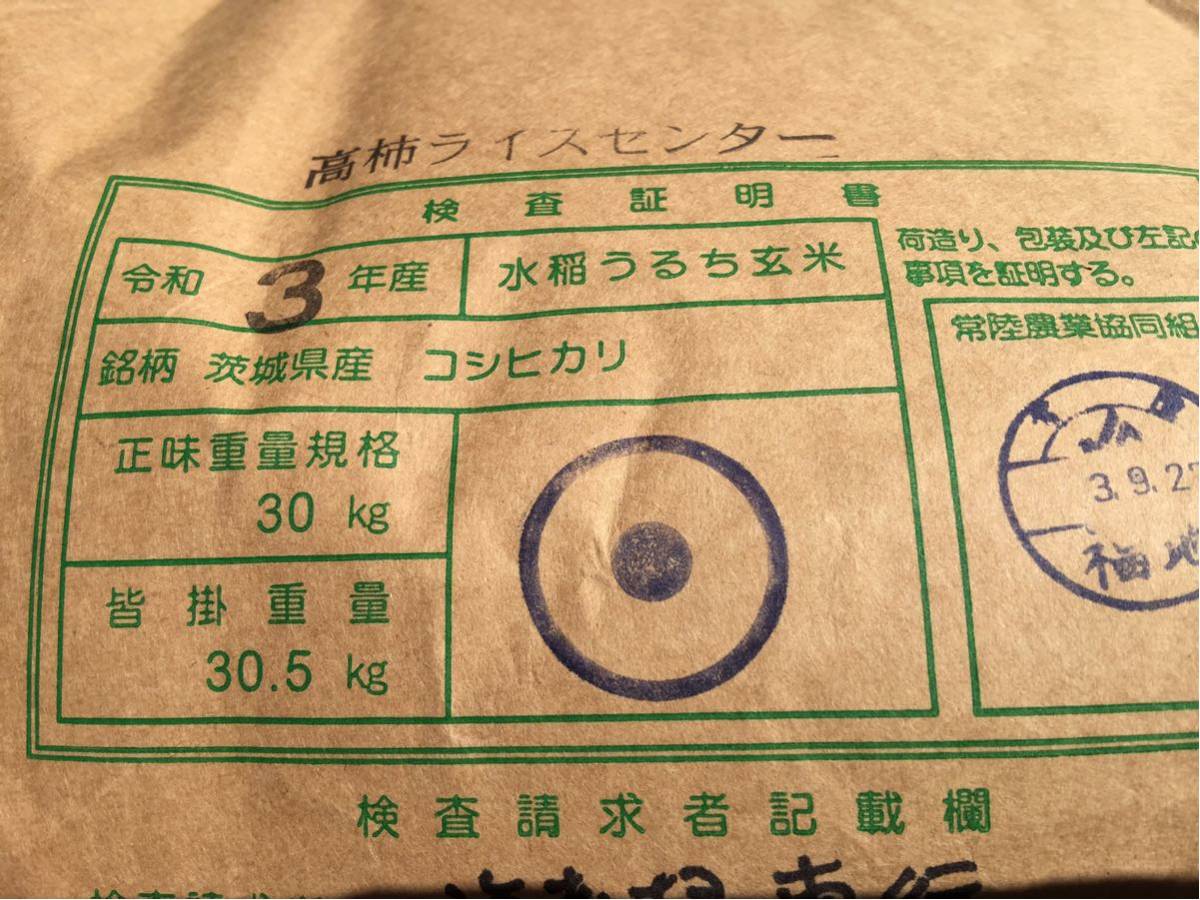 高柿ライスセンター
検査証明書
令和 3 年産
水稲うるち玄米
荷造り、包装及び左記
事項を証明する。
銘柄 茨城県産 コシヒカリ
常陸農業協同組
正味重量規格
30 kg
皆掛重量
30.5 kg
JA
3.9.27
検査請求者記載欄